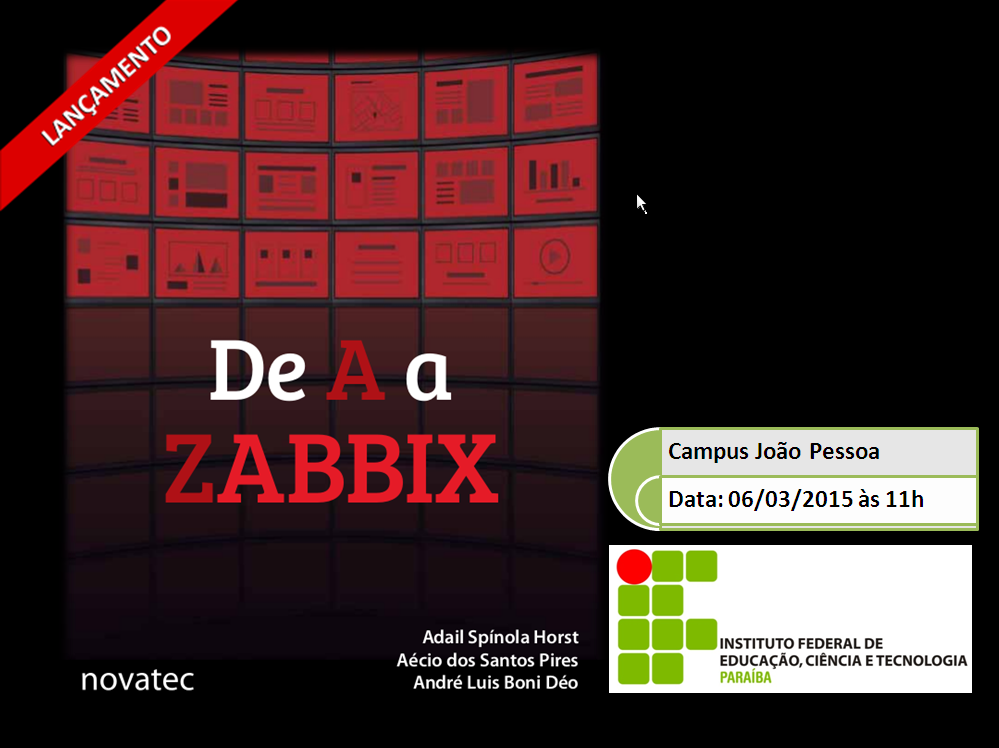 LANÇAMENTO
De A a
ZABBIX
Adail Spínola Horst
Aécio dos Santos Pires
André Luis Boni Déo
novatec
Campus João Pessoa
Data: 06/03/2015 às 11h
INSTITUTO FEDERAL DE
EDUCAÇÃO, CIÊNCIA E TECNOLOGIA
PARAÍBA